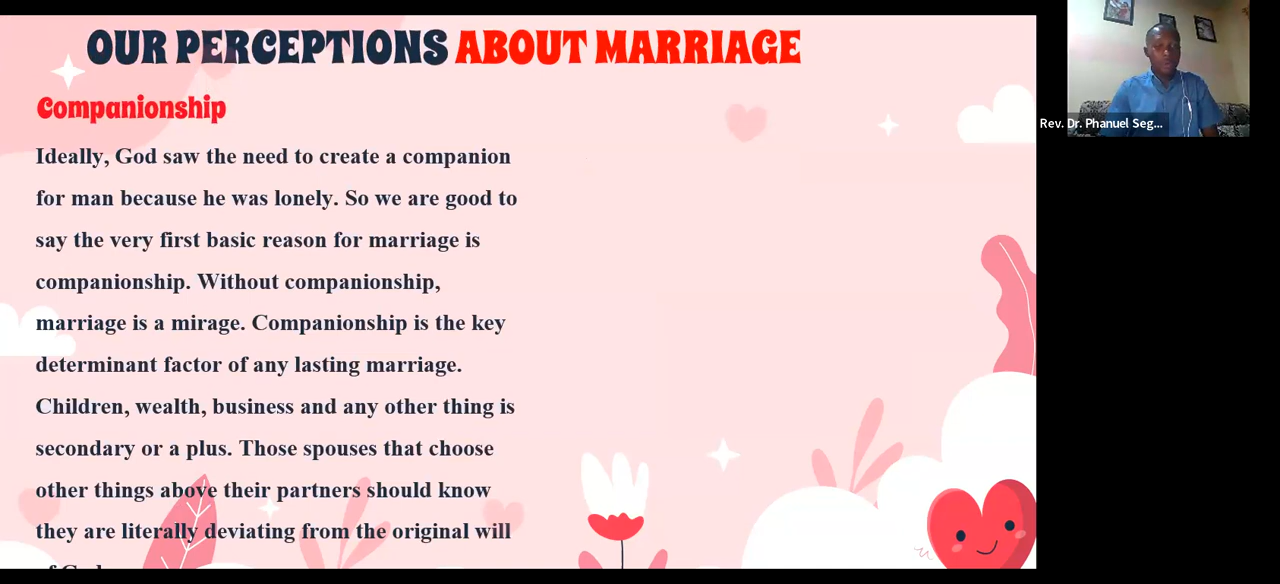 OUR PERCEPTIONS ABOUT MARRIAGE
Companionship
Ideally, God saw the need to create a companion
for man because he was lonely. So we are good to
say the very first basic reason for marriage is
companionship. Without companionship,
marriage is a mirage. Companionship is the key
determinant factor of any lasting marriage.
Children, wealth, business and any other thing is
secondary or a plus. Those spouses that choose
other things above their partners should know
they are literally deviating from the original will
Rev. Dr. Phanuel Seg...